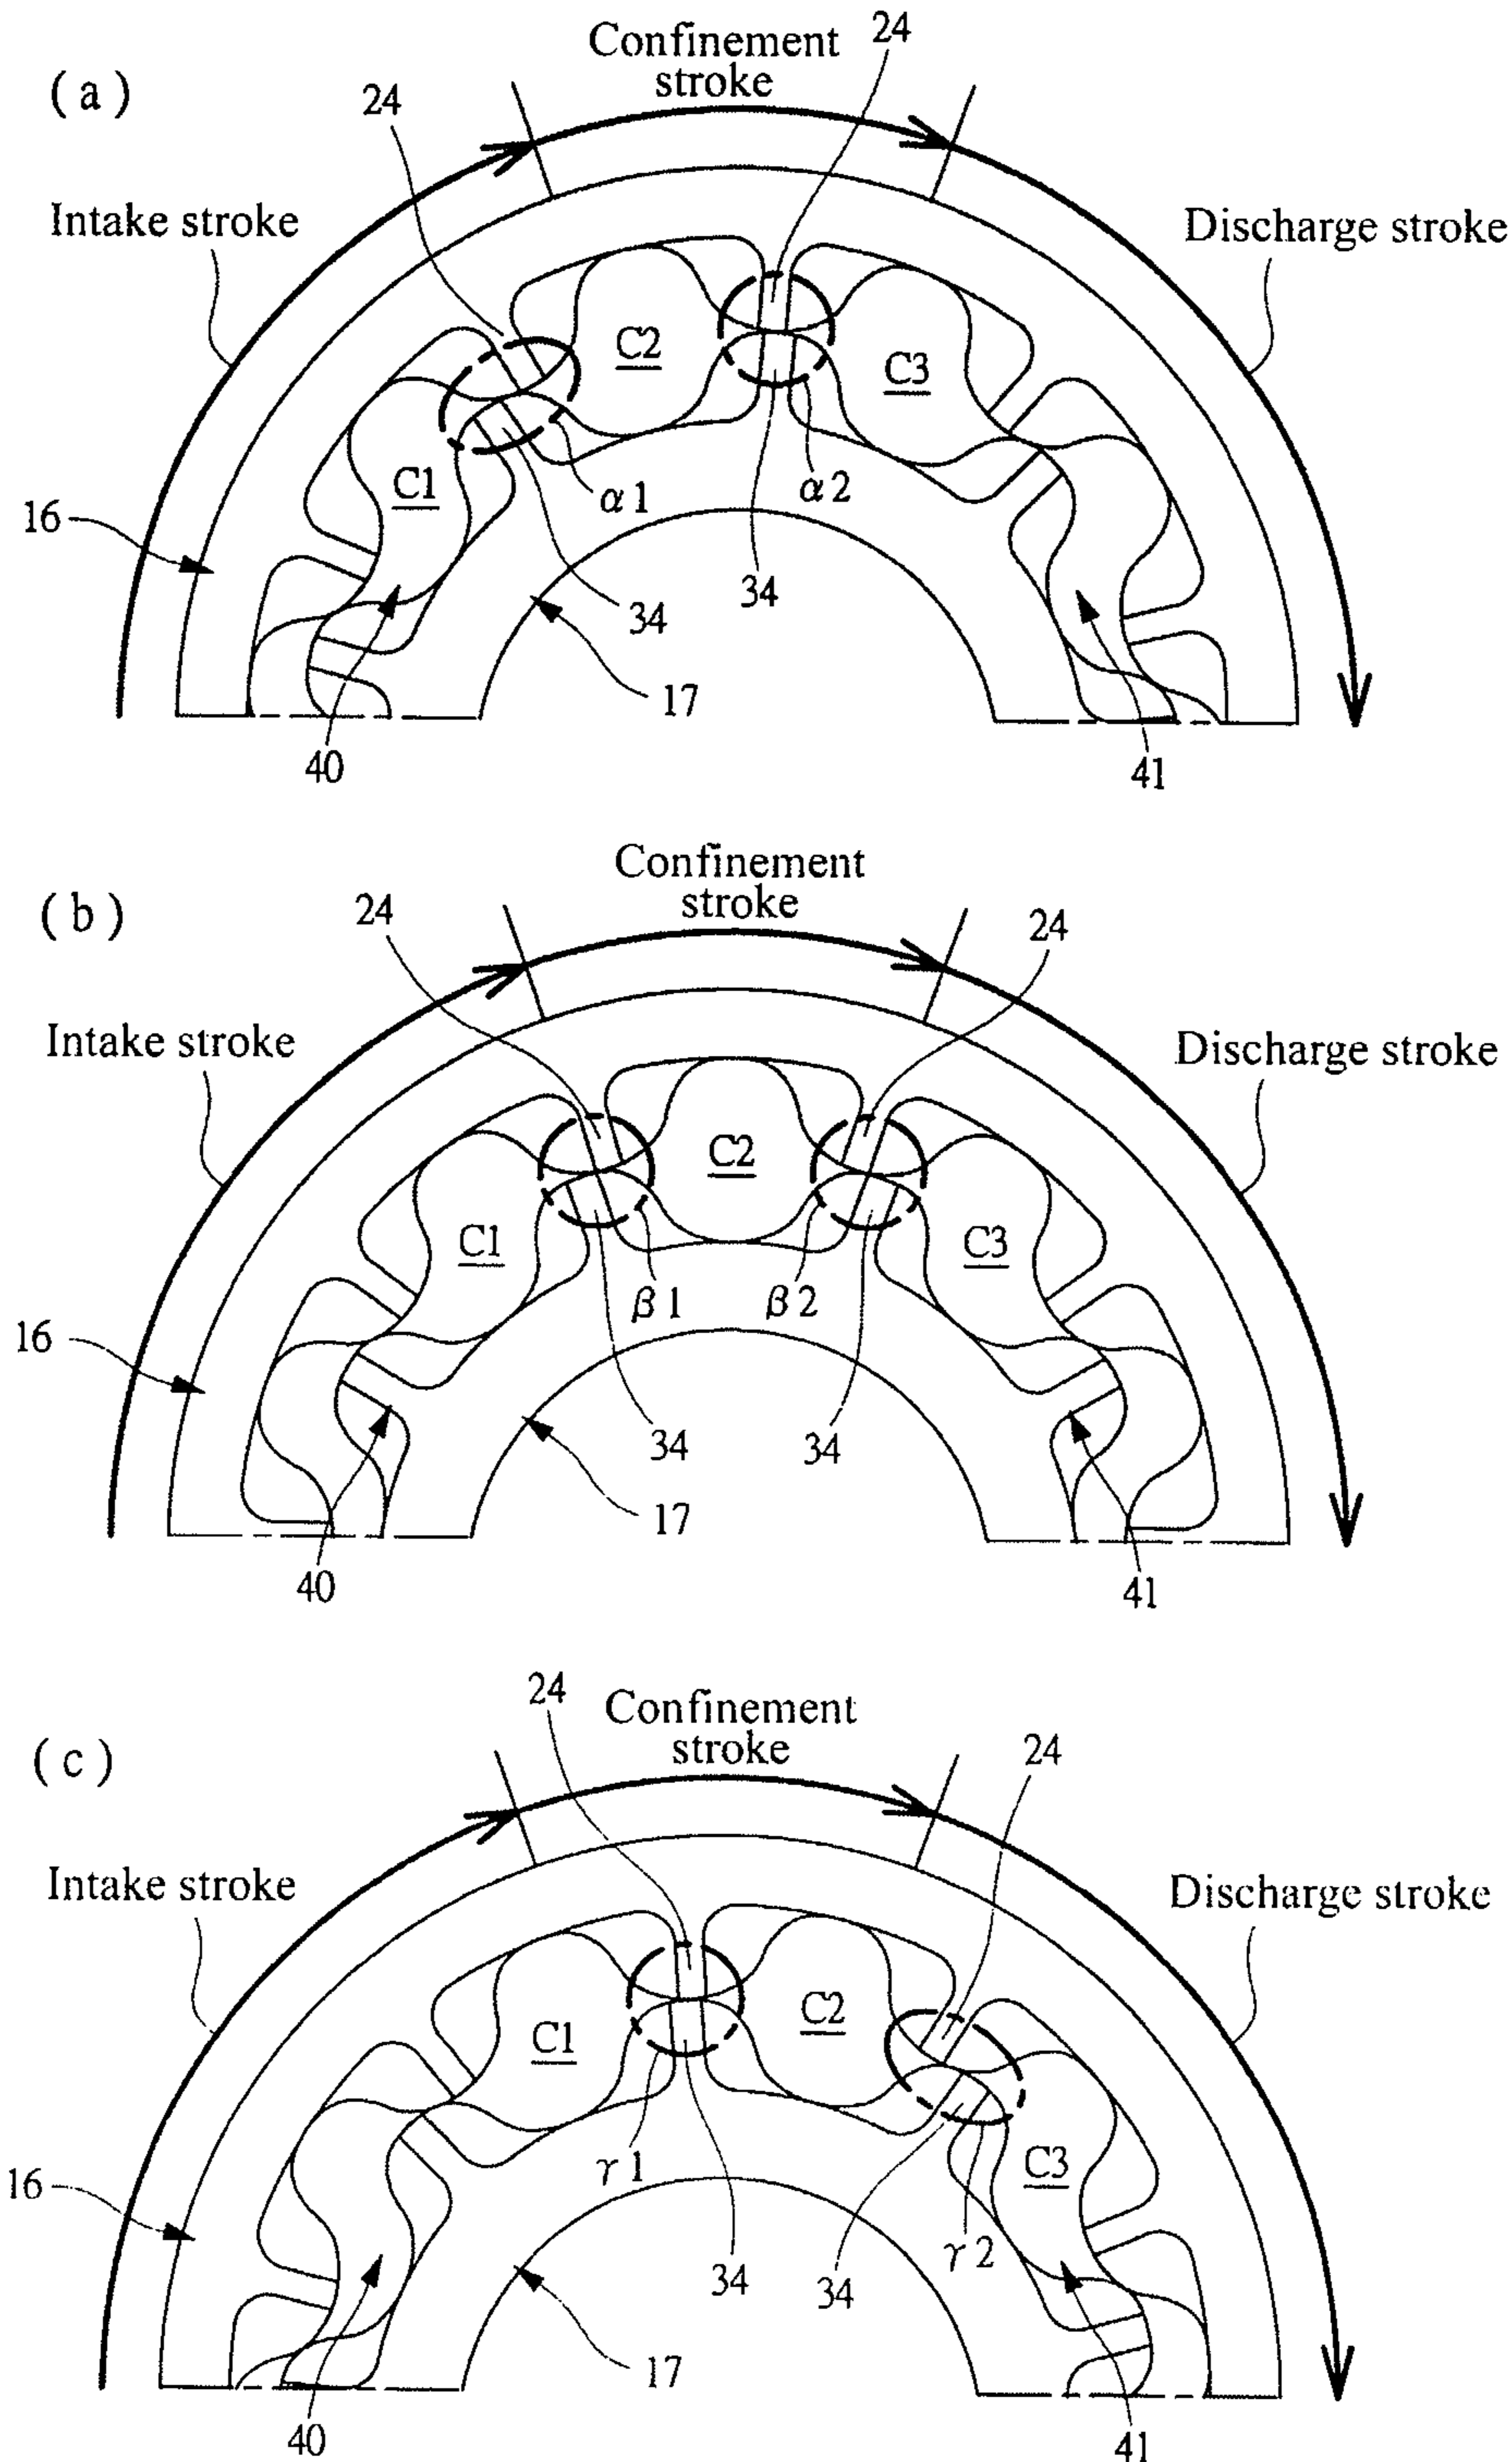 (a)
Confinement
stroke
24
24
Intake stroke
Discharge stroke
24
C2
C3
C1
α1
α2
16
34
34
17
40
41
(b)
Confinement
stroke
24
24
Intake stroke
Discharge stroke
C2
C1
C3
β1
β2
16
34
34
17
40
41
(c)
24
Confinement
stroke
24
Intake stroke
Discharge stroke
C2
C1
C3
γ1
16
γ2
34
34
17
40
41